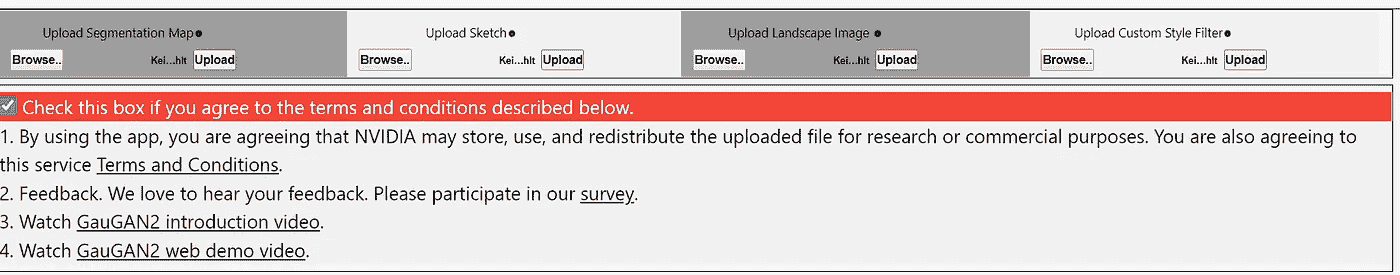 Upload Segmentation Map Upload Sketch Upload Landscape Image Upload Custom Style Filter
Browse.. Kei...hlt Upload Browse.. Kei...hlt Upload Browse.. Kei...hlt Upload Browse.. Kei...hlt Upload
Check this box if you agree to the terms and conditions described below.
1. By using the app, you are agreeing that NVIDIA may store, use, and redistribute the uploaded file for research or commercial purposes. You are also agreeing to
this service Terms and Conditions.
2. Feedback. We love to hear your feedback. Please participate in our survey.
3. Watch GauGAN2 introduction video.
4. Watch GauGAN2 web demo video.